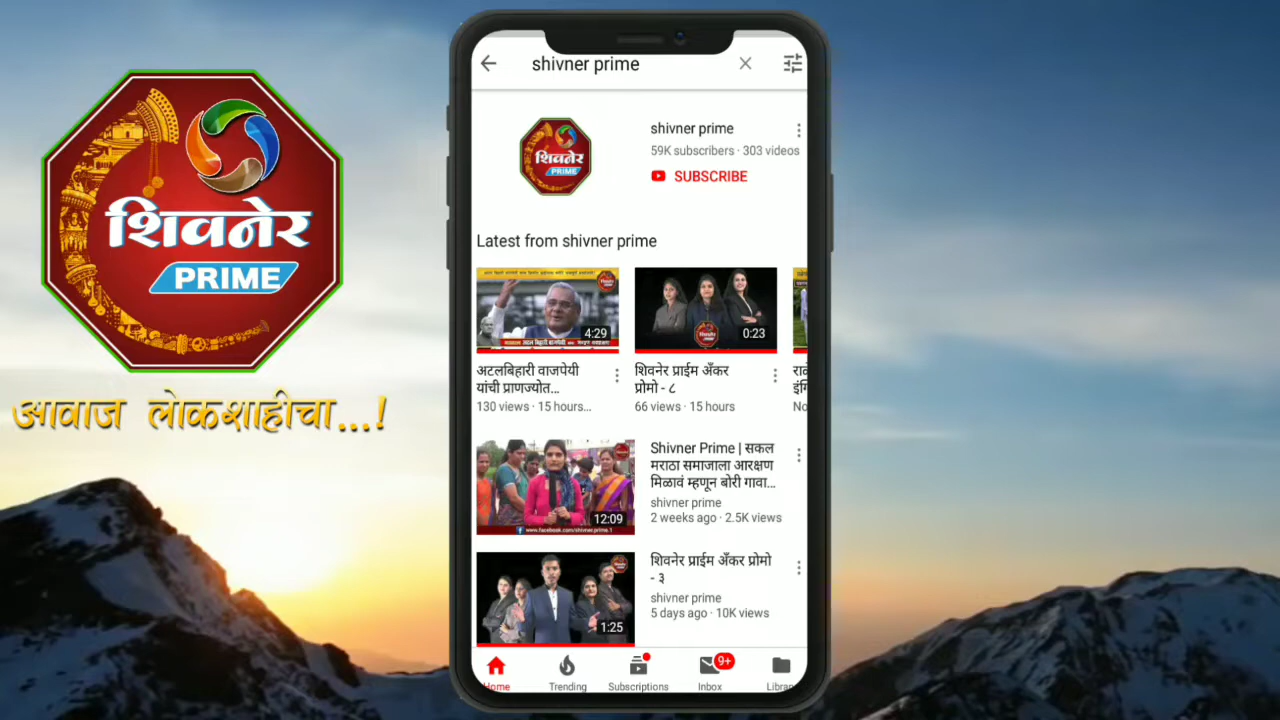 शिवनेर
PRIME
आवाज लोकशाहीचा...!
shivner prime
शिवनेर
PRIME
shivner prime
59K subscribers · 303 videos
SUBSCRIBE
Latest from shivner prime
4:29
0:23
अटलबिहारी वाजपेयी
यांची प्राणज्योत...
130 views · 15 hours...
शिवनेर प्राईम अँकर
प्रोमो - ८
66 views · 15 hours
No
12:09
www.facebook.com/shivner.prime.1
Shivner Prime | सकल
मराठा समाजाला आरक्षण
मिळावं म्हणून बोरी गावा...
shivner prime
2 weeks ago · 2.5K views
1:25
शिवनेर प्राईम अँकर प्रोमो
- ३
shivner prime
5 days ago · 10K views
9+
Home
Trending
Subscriptions
Inbox
Librar